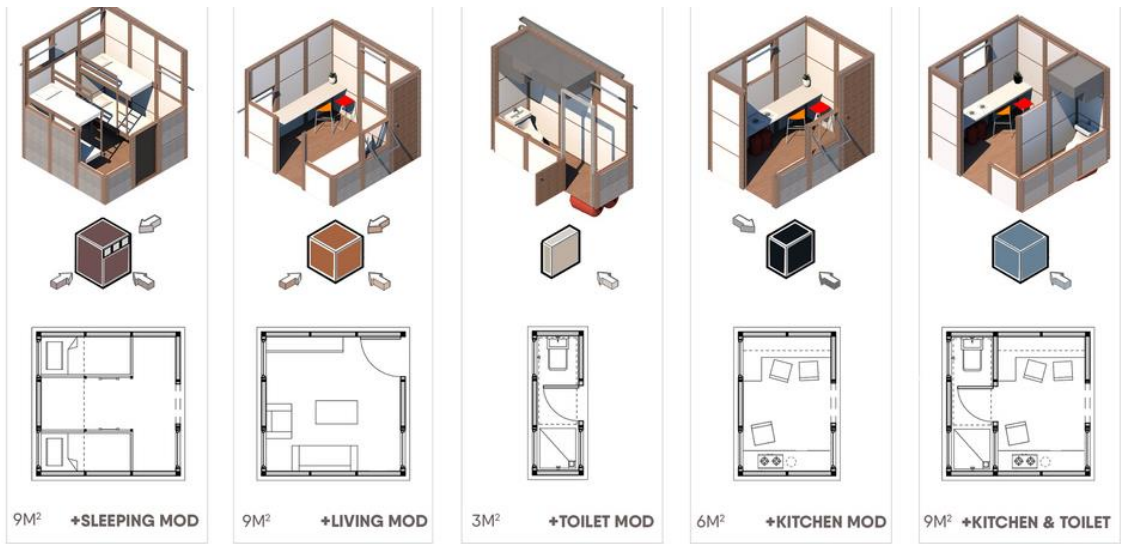 9M² +SLEEPING MOD
9M² +LIVING MOD
3M² +TOILET MOD
6M² +KITCHEN MOD
9M² +KITCHEN & TOILET